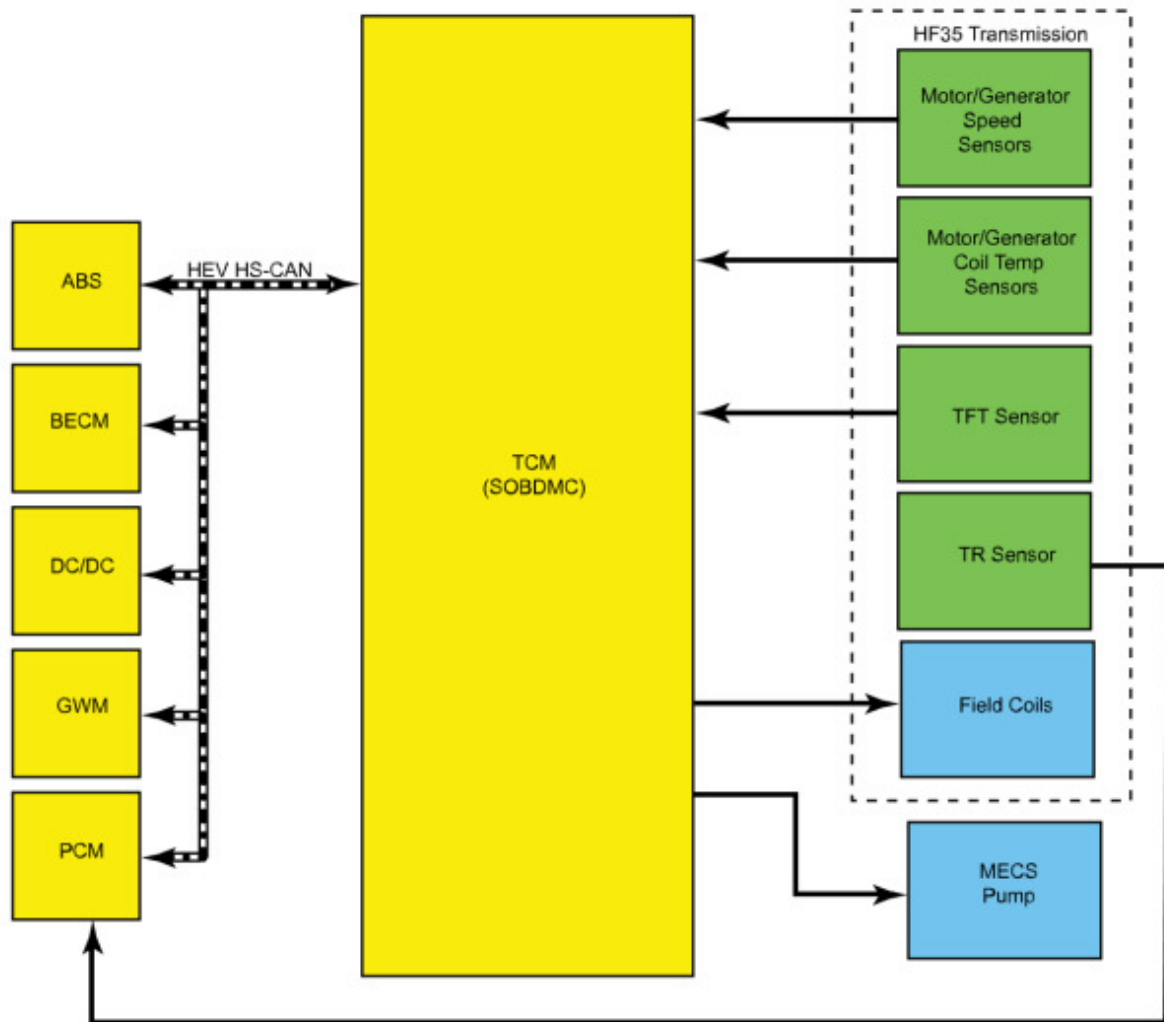 HF35 Transmission
Motor/Generator
Speed
Sensors
Motor/Generator
Coil Temp
Sensors
TFT Sensor
TR Sensor
Field Coils
MECS
Pump
TCM
(SOBDMC)
HEV HS-CAN
ABS
BECM
DC/DC
GWM
PCM